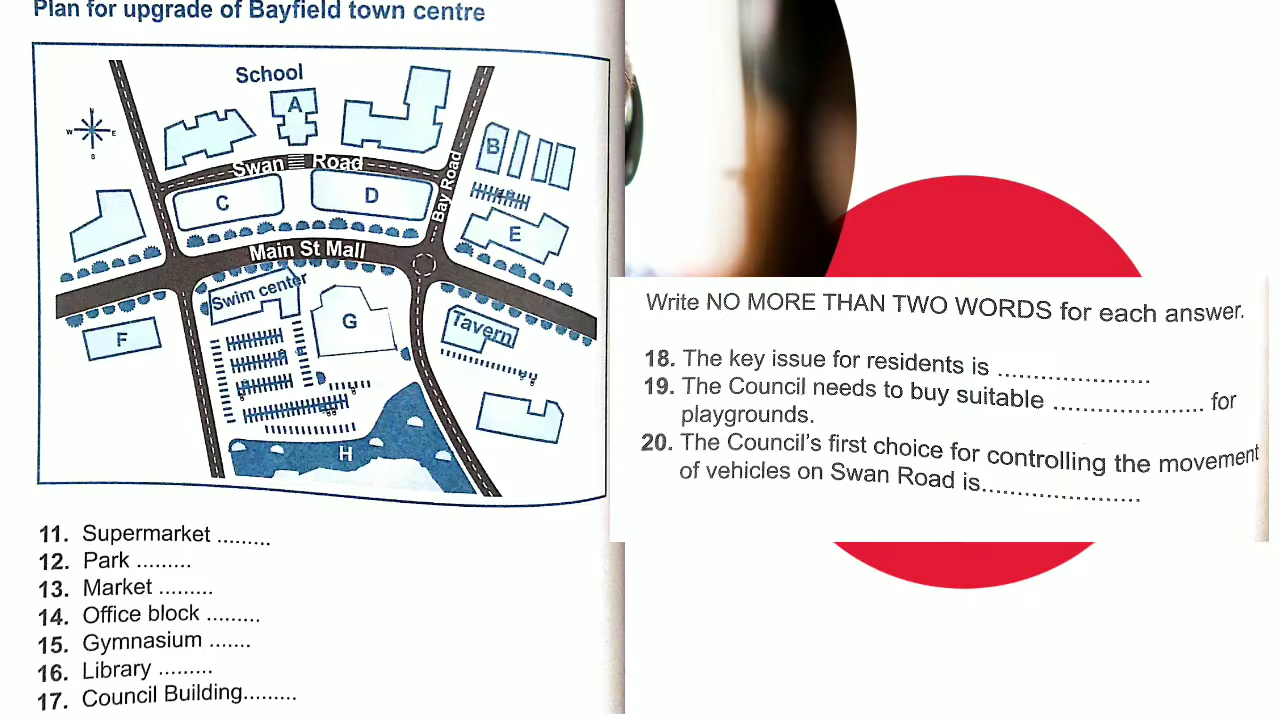 Plan for upgrade of Bayfield town centre
School
A
N
W E
S
B
Swan Road
Bay Road
C
D
E
Main St Mall
Swim center
F
G
Tavern
H
11. Supermarket .........
12. Park .........
13. Market .........
14. Office block .........
15. Gymnasium .......
16. Library .........
17. Council Building.........
Write NO MORE THAN TWO WORDS for each answer.
18. The key issue for residents is ......................
19. The Council needs to buy suitable ...................... for
playgrounds.
20. The Council's first choice for controlling the movement
of vehicles on Swan Road is.......................